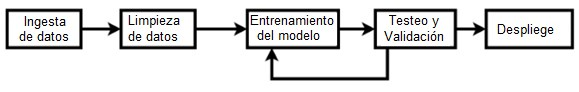 Ingesta
de datos
Limpieza
de datos
Entrenamiento
del modelo
Testeo y
Validación
Despliege